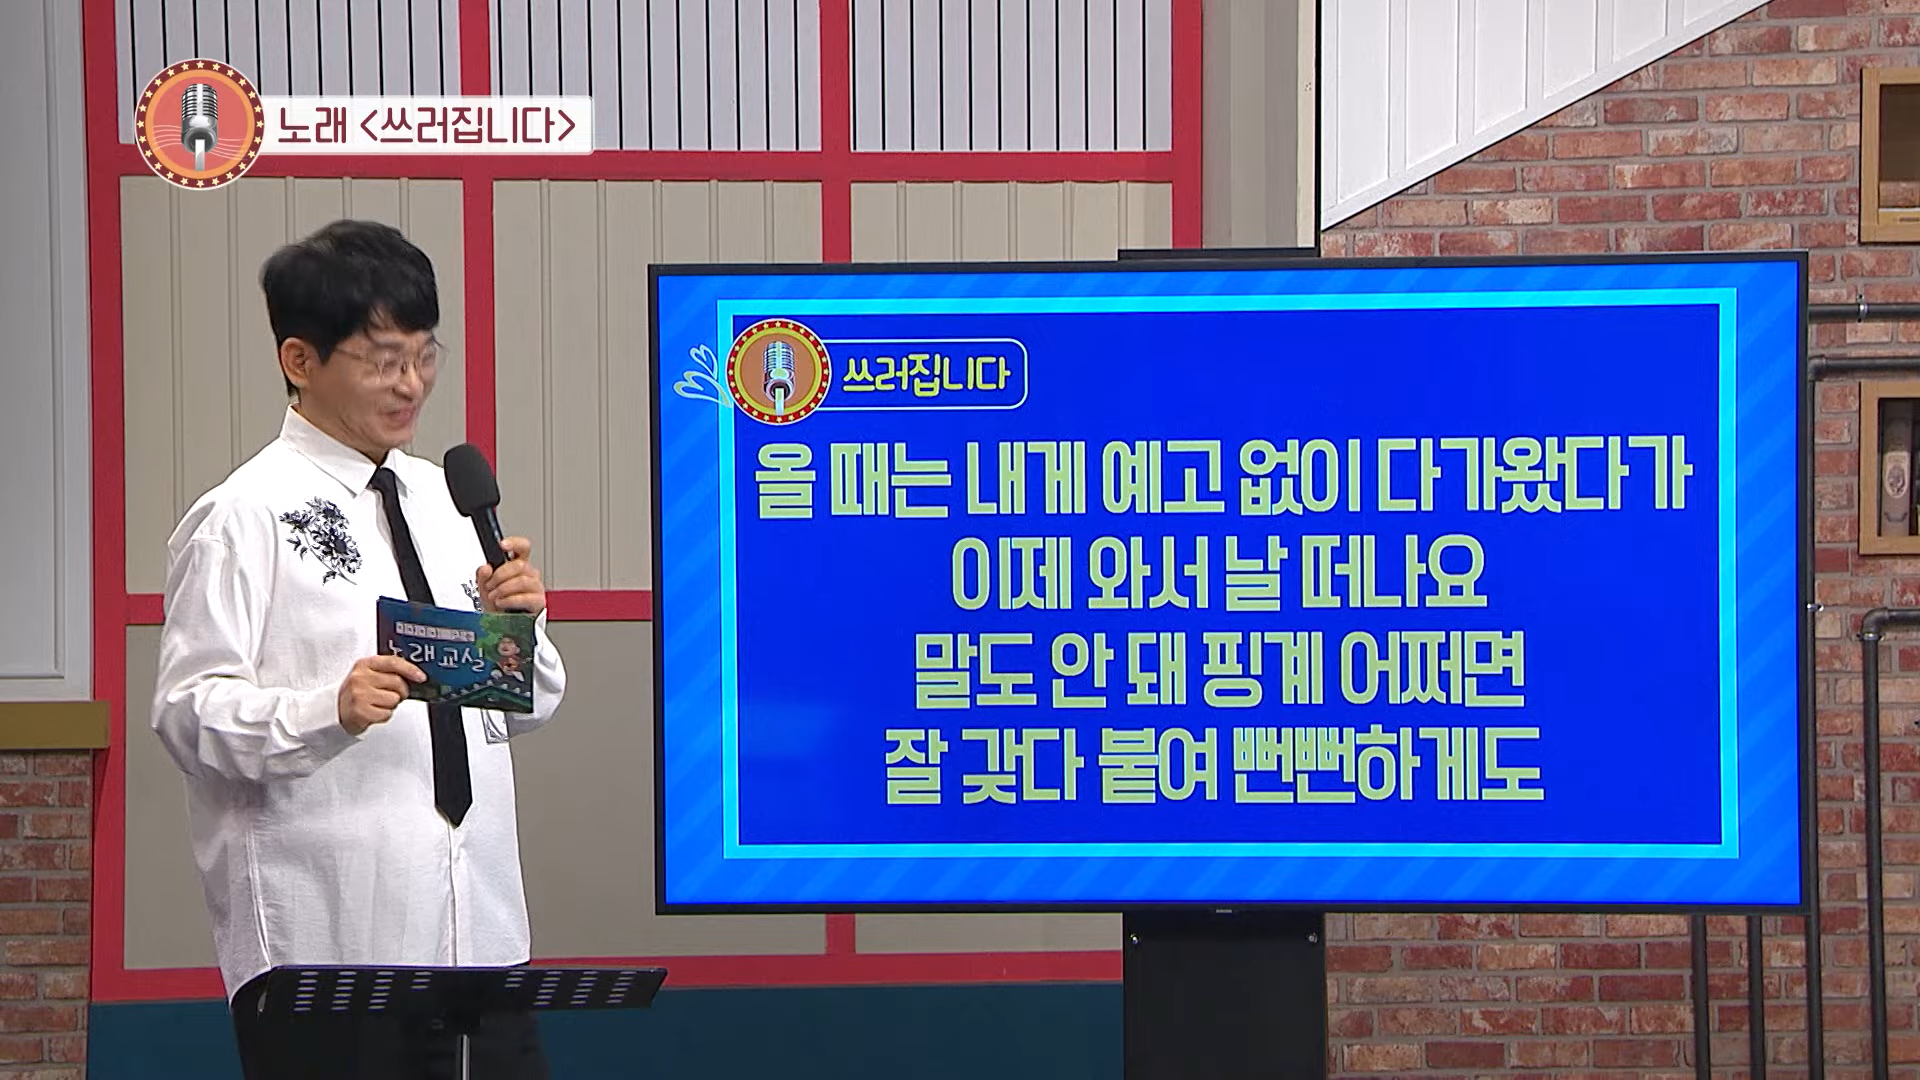 노래 <쓰러집니다>
쓰러집니다
올 때는 내게 예고 없이 다가왔다가
이제 와서 날 떠나요
말도 안 돼 핑계 어쩌면
잘 갖다 붙여 뻔뻔하게도
노래교실